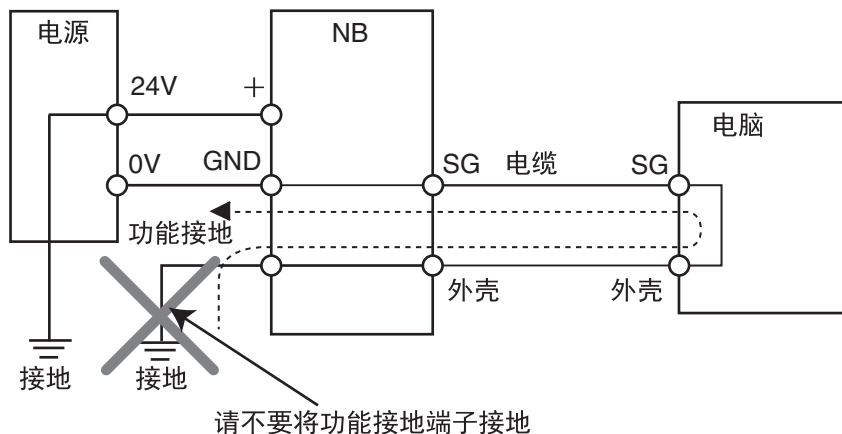 电源
NB
24V
+
电脑
0V
GND
SG
电缆
SG
功能接地
外壳
外壳
接地
接地
请不要将功能接地端子接地